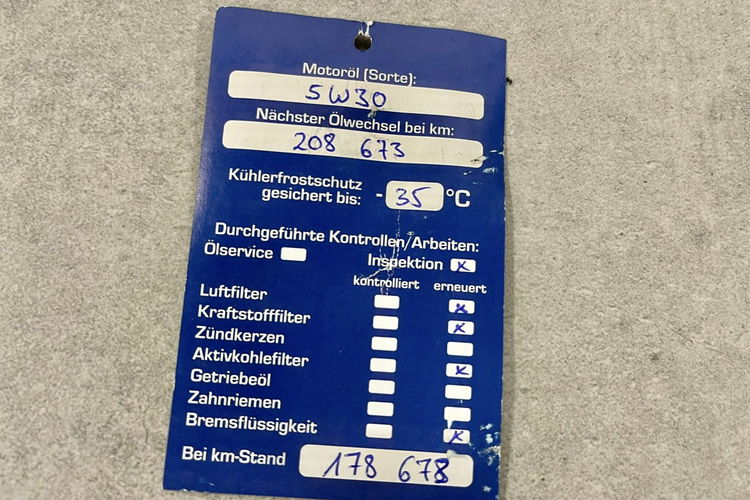 Motoröl (Sorte):
5W30
Nächster Ölwechsel bei km:
208 673
Kühlerfrostschutz
gesichert bis: - 35 °C
Durchgeführte Kontrollen/Arbeiten:
Ölservice Inspektion x
kontrolliert erneuert
Luftfilter x
Kraftstofffilter x
Zündkerzen
Aktivkohlefilter x
Getriebeöl
Zahnriemen
Bremsflüssigkeit x
Bei km-Stand 178 678